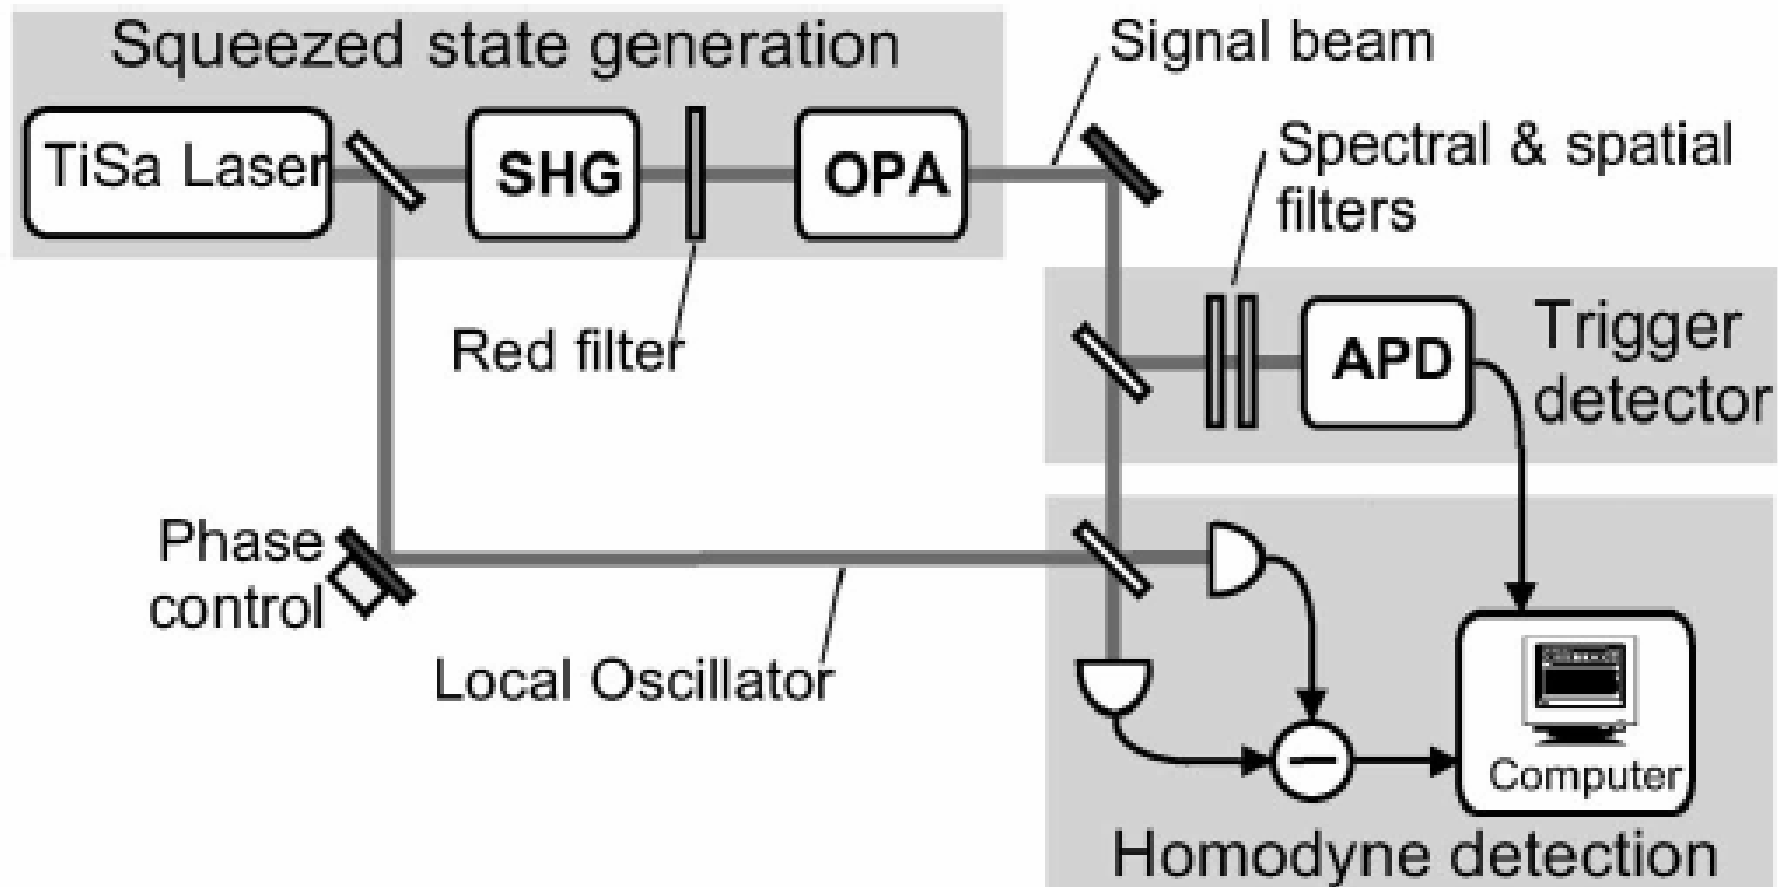 Squeezed state generation
Signal beam
TiSa Laser
SHG
OPA
Spectral & spatial
filters
Red filter
APD
Trigger
detector
Phase
control
Local Oscillator
Computer
Homodyne detection